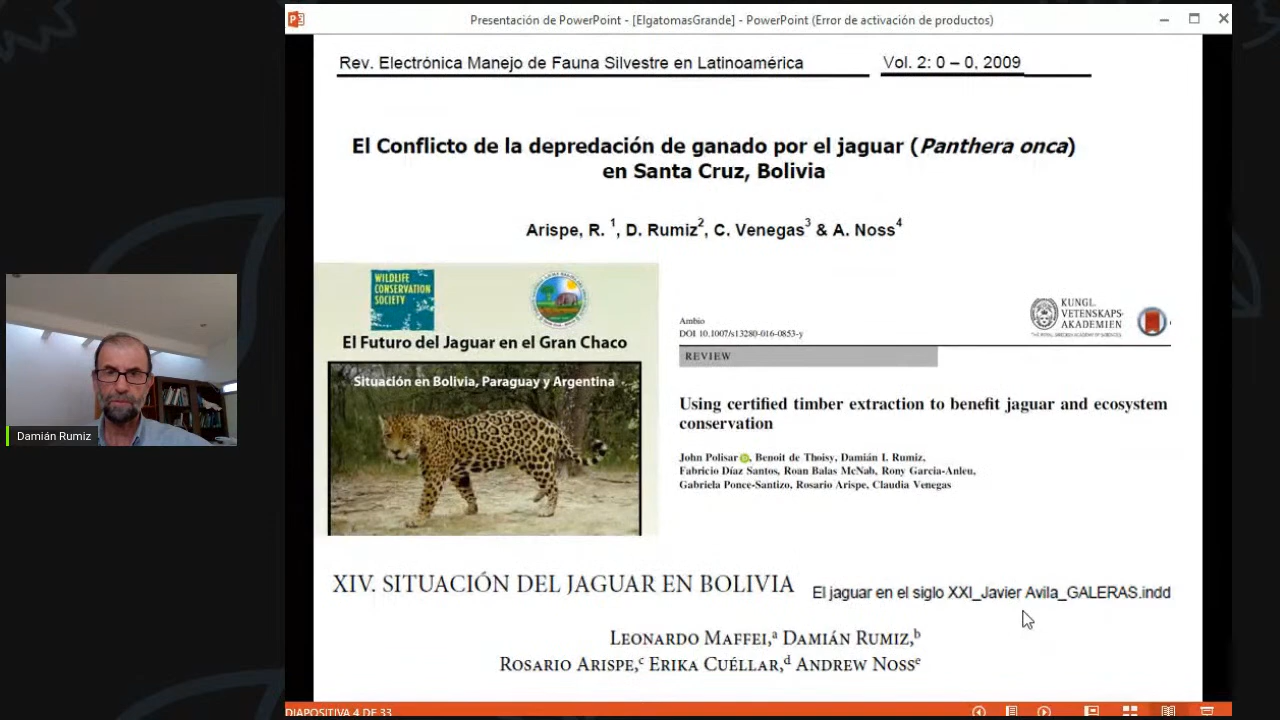 Presentación de PowerPoint - [ElgatomasGrande] - PowerPoint (Error de activación de productos)
Rev. Electrónica Manejo de Fauna Silvestre en Latinoamérica
Vol. 2: 0 – 0, 2009
El Conflicto de la depredación de ganado por el jaguar (Panthera onca)
en Santa Cruz, Bolivia
Arispe, R. 1, D. Rumiz2, C. Venegas3 & A. Noss4
WILDLIFE
CONSERVATION
SOCIETY
El Futuro del Jaguar en el Gran Chaco
Situación en Bolivia, Paraguay y Argentina
KUNGL.
VETENSKAPS-
AKADEMIEN
THE ROYAL SWEDISH ACADEMY OF SCIENCES
Ambio
DOI 10.1007/s13280-016-0853-y
REVIEW
Using certified timber extraction to benefit jaguar and ecosystem
conservation
John Polisar, Benoit de Thoisy, Damián I. Rumiz,
Fabricio Díaz Santos, Roan Balas McNab, Rony Garcia-Anleu,
Gabriela Ponce-Santizo, Rosario Arispe, Claudia Venegas
XIV. SITUACIÓN DEL JAGUAR EN BOLIVIA
El jaguar en el siglo XXI_Javier Avila_GALERAS.indd
LEONARDO MAFFEI,a DAMIÁN RUMIZ,b
ROSARIO ARISPE,c ERIKA CUÉLLAR,d ANDREW NOSSe
Damián Rumiz
DIAPOSITIVA 4 DE 33